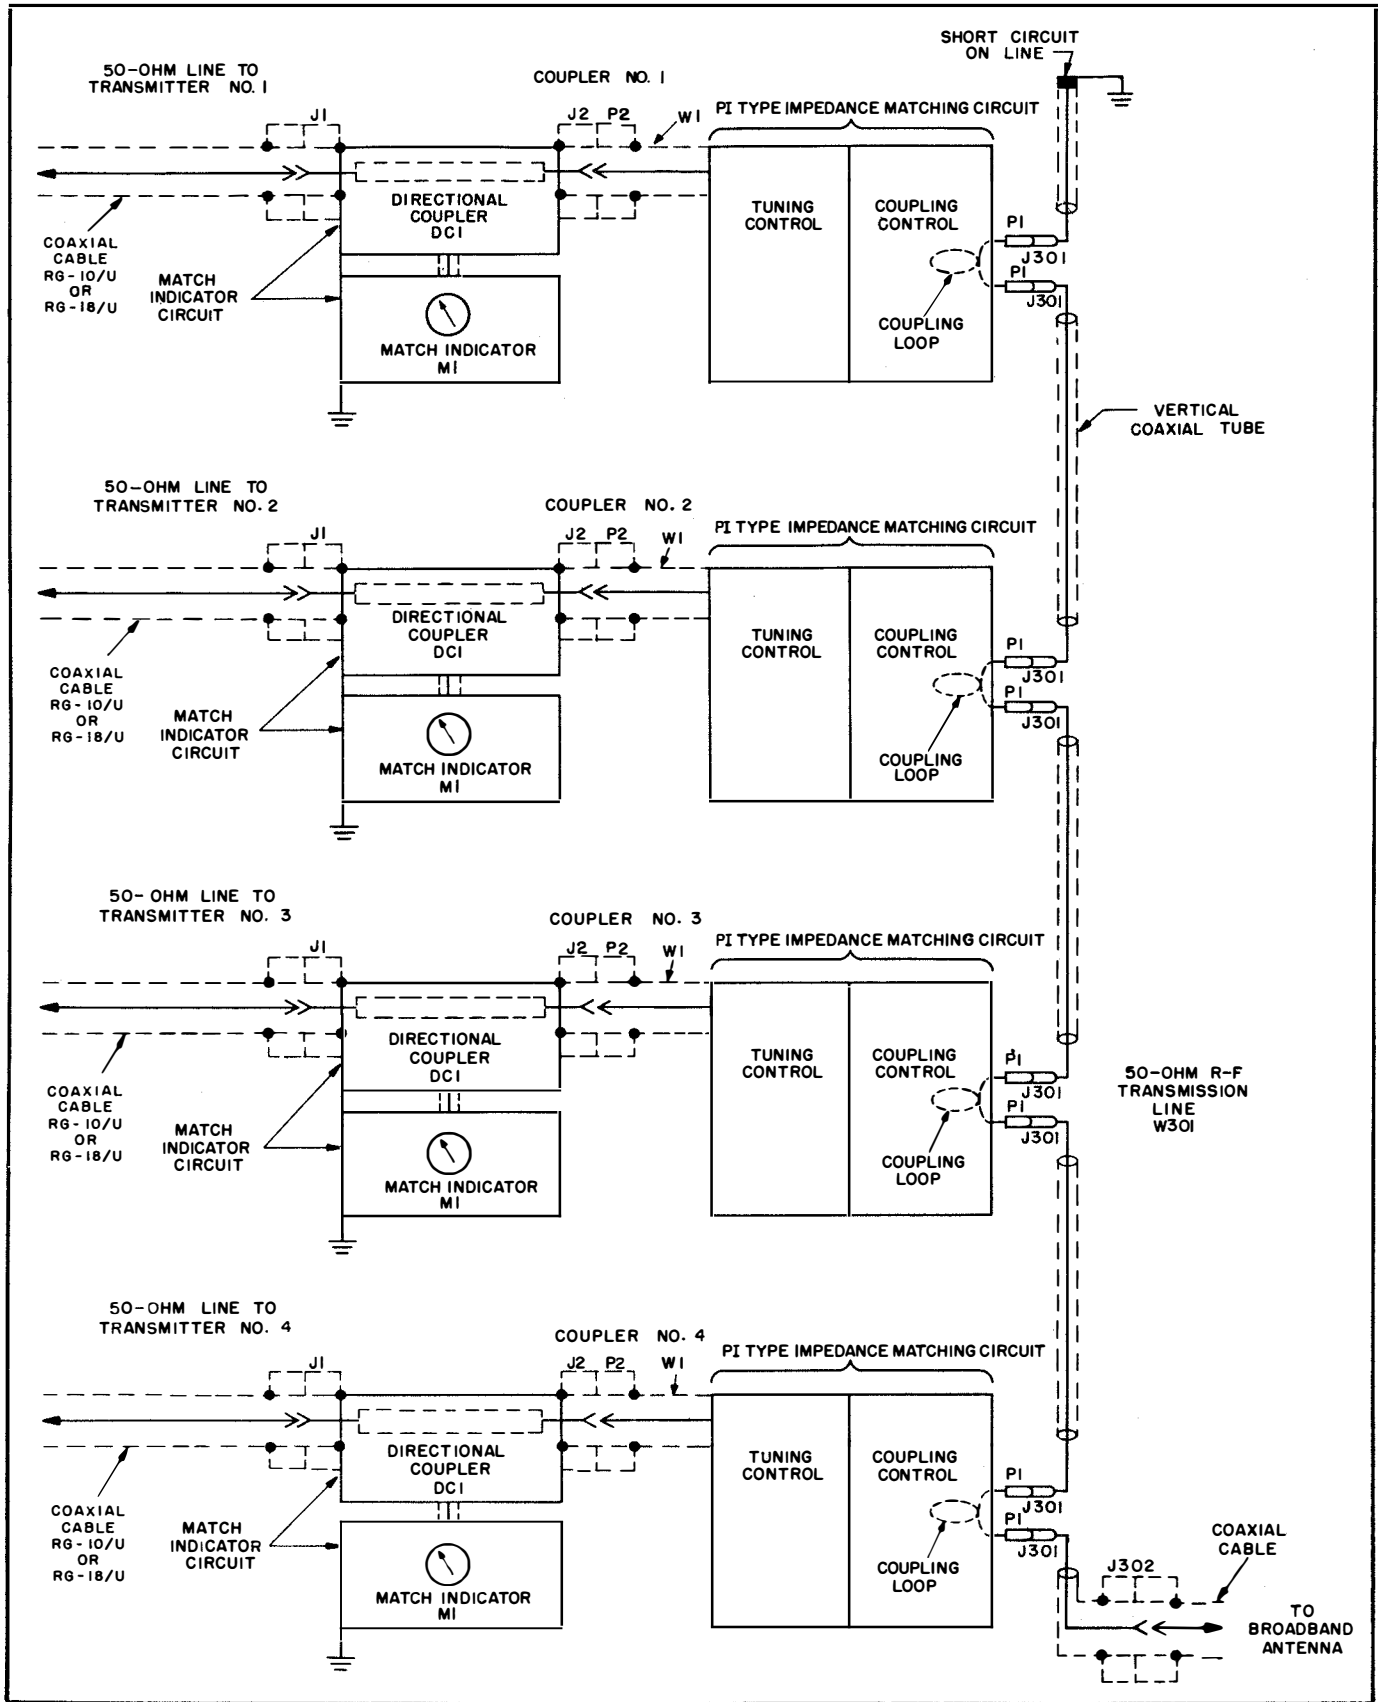 SHORT CIRCUIT
ON LINE
50-OHM LINE TO
TRANSMITTER NO. 1
COUPLER NO. 1
J1
J2
P2
W1
PI TYPE IMPEDANCE MATCHING CIRCUIT
DIRECTIONAL
COUPLER
DC1
TUNING
CONTROL
COUPLING
CONTROL
P1
J301
P1
J301
COAXIAL
CABLE
RG-10/U
OR
RG-18/U
MATCH
INDICATOR
CIRCUIT
COUPLING
LOOP
MATCH INDICATOR
M1
VERTICAL
COAXIAL TUBE
50-OHM LINE TO
TRANSMITTER NO. 2
COUPLER NO. 2
J1
J2
P2
W1
PI TYPE IMPEDANCE MATCHING CIRCUIT
DIRECTIONAL
COUPLER
DC1
TUNING
CONTROL
COUPLING
CONTROL
P1
J301
P1
J301
COAXIAL
CABLE
RG-10/U
OR
RG-18/U
MATCH
INDICATOR
CIRCUIT
COUPLING
LOOP
MATCH INDICATOR
M1
50-OHM LINE TO
TRANSMITTER NO. 3
COUPLER NO. 3
J1
J2
P2
W1
PI TYPE IMPEDANCE MATCHING CIRCUIT
DIRECTIONAL
COUPLER
DC1
TUNING
CONTROL
COUPLING
CONTROL
P1
J301
P1
J301
50-OHM R-F
TRANSMISSION
LINE
W301
COAXIAL
CABLE
RG-10/U
OR
RG-18/U
MATCH
INDICATOR
CIRCUIT
COUPLING
LOOP
MATCH INDICATOR
M1
50-OHM LINE TO
TRANSMITTER NO. 4
COUPLER NO. 4
J1
J2
P2
W1
PI TYPE IMPEDANCE MATCHING CIRCUIT
DIRECTIONAL
COUPLER
DC1
TUNING
CONTROL
COUPLING
CONTROL
P1
J301
P1
J301
COAXIAL
CABLE
RG-10/U
OR
RG-18/U
MATCH
INDICATOR
CIRCUIT
COUPLING
LOOP
MATCH INDICATOR
M1
J302
COAXIAL
CABLE
TO
BROADBAND
ANTENNA